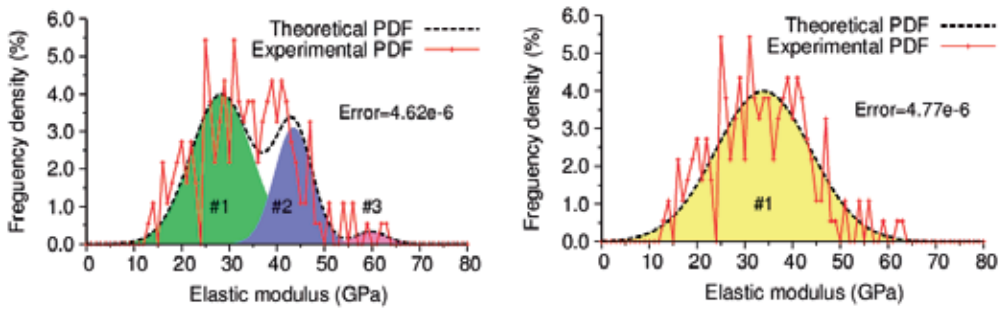 Freguency density (%)
6.0
5.0
4.0
3.0
2.0
1.0
0.0
Theoretical PDF
Experimental PDF
Error=4.62e-6
#1
#2
#3
0 10 20 30 40 50 60 70 80
Elastic modulus (GPa)
Freguency density (%)
6.0
5.0
4.0
3.0
2.0
1.0
0.0
Theoretical PDF
Experimental PDF
Error=4.77e-6
#1
0 10 20 30 40 50 60 70 80
Elastic modulus (GPa)